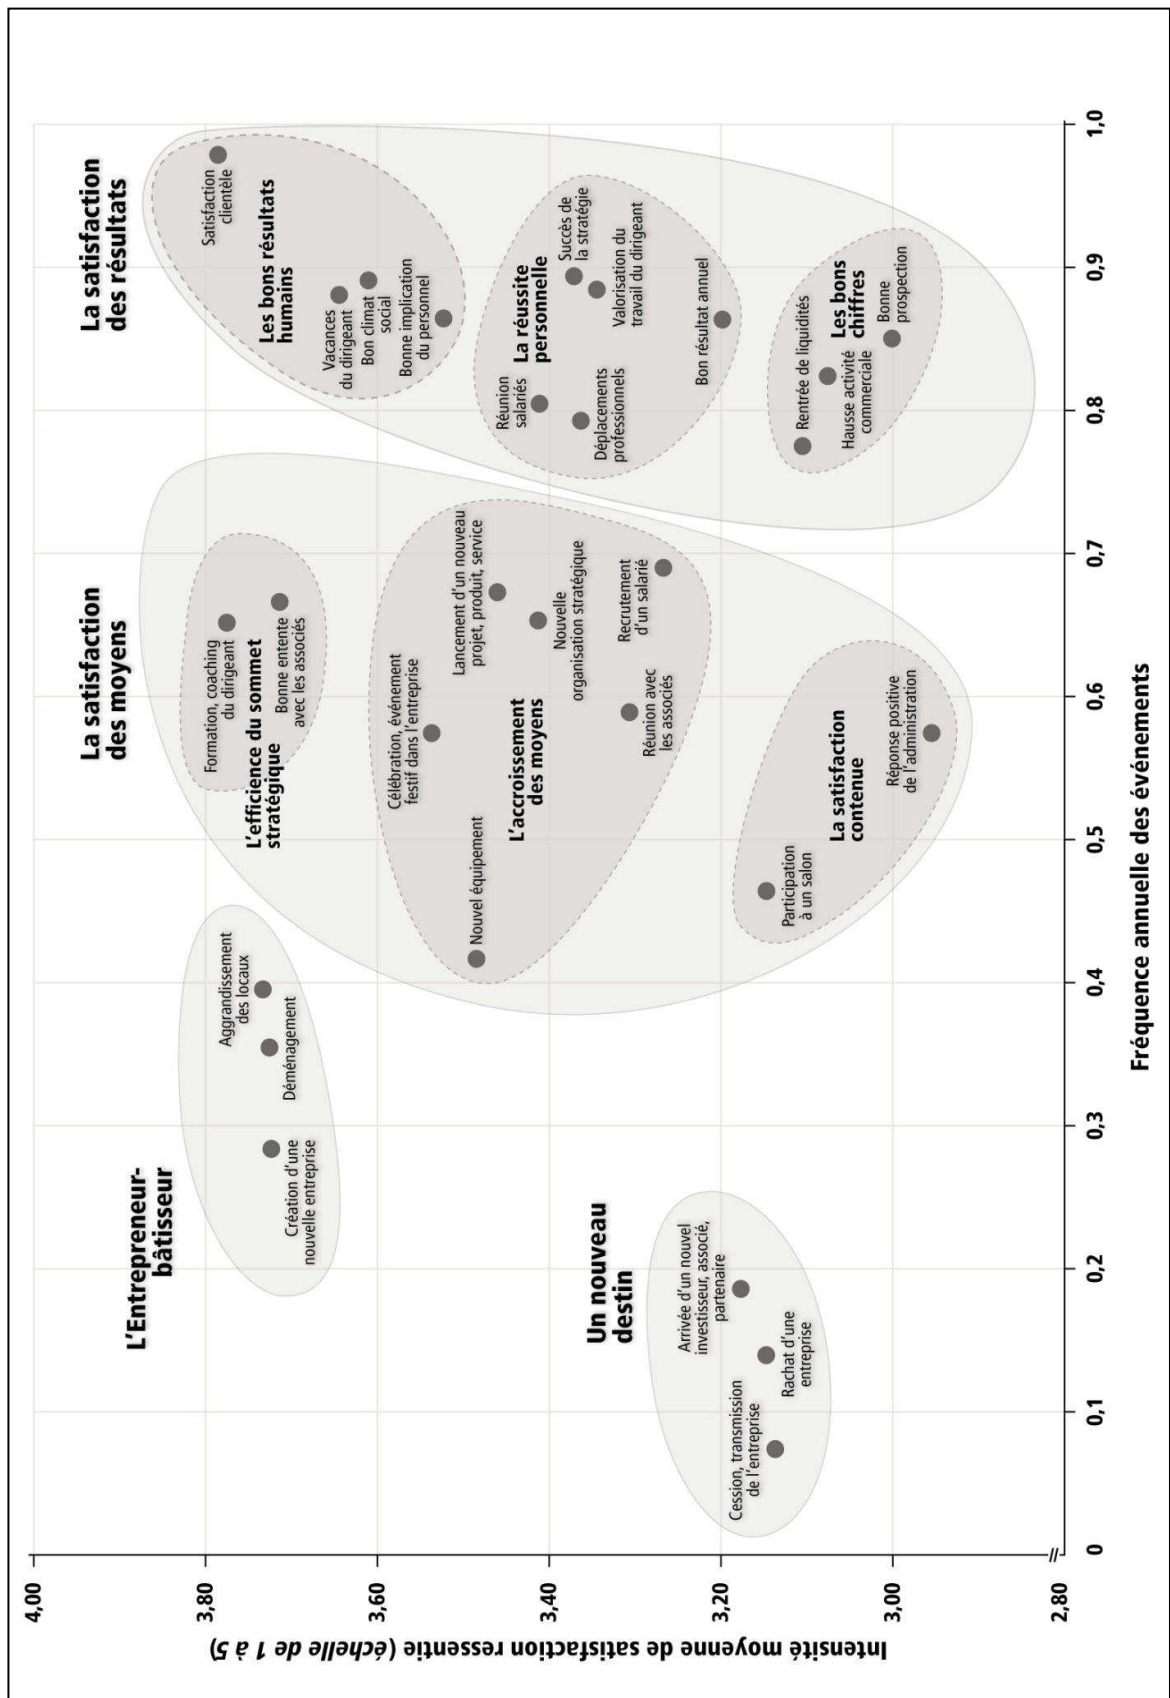 Intensité moyenne de satisfaction ressentie (échelle de 1 à 5)
4,00
3,80
3,60
3,40
3,20
3,00
2,80
L'Entrepreneur-
bâtisseur
Création d'une
nouvelle entreprise
Déménagement
Aggrandissement
des locaux
Un nouveau
destin
Cession, transmission
de l'entreprise
Rachat d'une
entreprise
Arrivée d'un nouvel
investisseur, associé,
partenaire
La satisfaction
des moyens
Formation, coaching
du dirigeant
Bonne entente
avec les associés
L'efficience du sommet
stratégique
Célébration, événement
festif dans l'entreprise
Nouvel équipement
Lancement d'un nouveau
projet, produit, service
L'accroissement
des moyens
Nouvelle
organisation stratégique
Réunion avec
les associés
Recrutement
d'un salarié
Participation
à un salon
La satisfaction
contenue
Réponse positive
de l'administration
La satisfaction
des résultats
Satisfaction
clientèle
Les bons résultats
humains
Vacances
du dirigeant
Bon climat
social
Bonne implication
du personnel
Réunion
salariés
La réussite
personnelle
Succès de
la stratégie
Déplacements
professionnels
Valorisation du
travail du dirigeant
Bon résultat annuel
Rentrée de liquidités
Les bons
chiffres
Hausse activité
commerciale
Bonne
prospection
0
0,1
0,2
0,3
0,4
0,5
0,6
0,7
0,8
0,9
1,0
Fréquence annuelle des événements